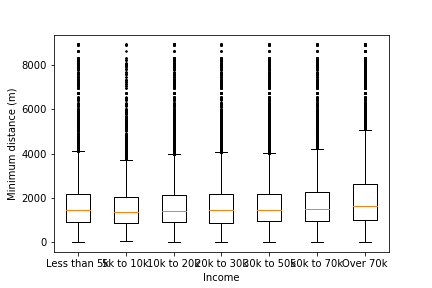 8000
6000
4000
2000
0
Minimum distance (m)
Less than 5k 5k to 10k 10k to 20k 20k to 30k 30k to 50k 50k to 70k Over 70k
Income